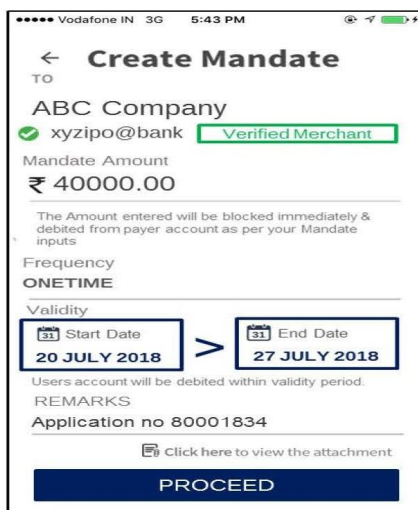 Vodafone IN 3G 5:43 PM
← Create Mandate
TO
ABC Company
xyzipo@bank Verified Merchant
Mandate Amount
₹ 40000.00
The Amount entered will be blocked immediately &
debited from payer account as per your Mandate
inputs
Frequency
ONETIME
Validity
31 Start Date > 31 End Date
20 JULY 2018 27 JULY 2018
Users account will be debited within validity period.
REMARKS
Application no 80001834
Click here to view the attachment
PROCEED